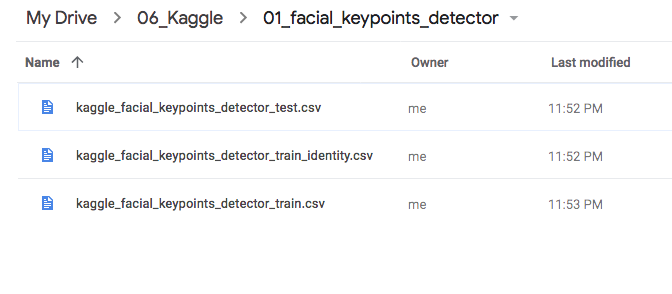 My Drive > 06_Kaggle > 01_facial_keypoints_detector
Name ↑ Owner Last modified
kaggle_facial_keypoints_detector_test.csv me 11:52 PM
kaggle_facial_keypoints_detector_train_identity.csv me 11:52 PM
kaggle_facial_keypoints_detector_train.csv me 11:53 PM